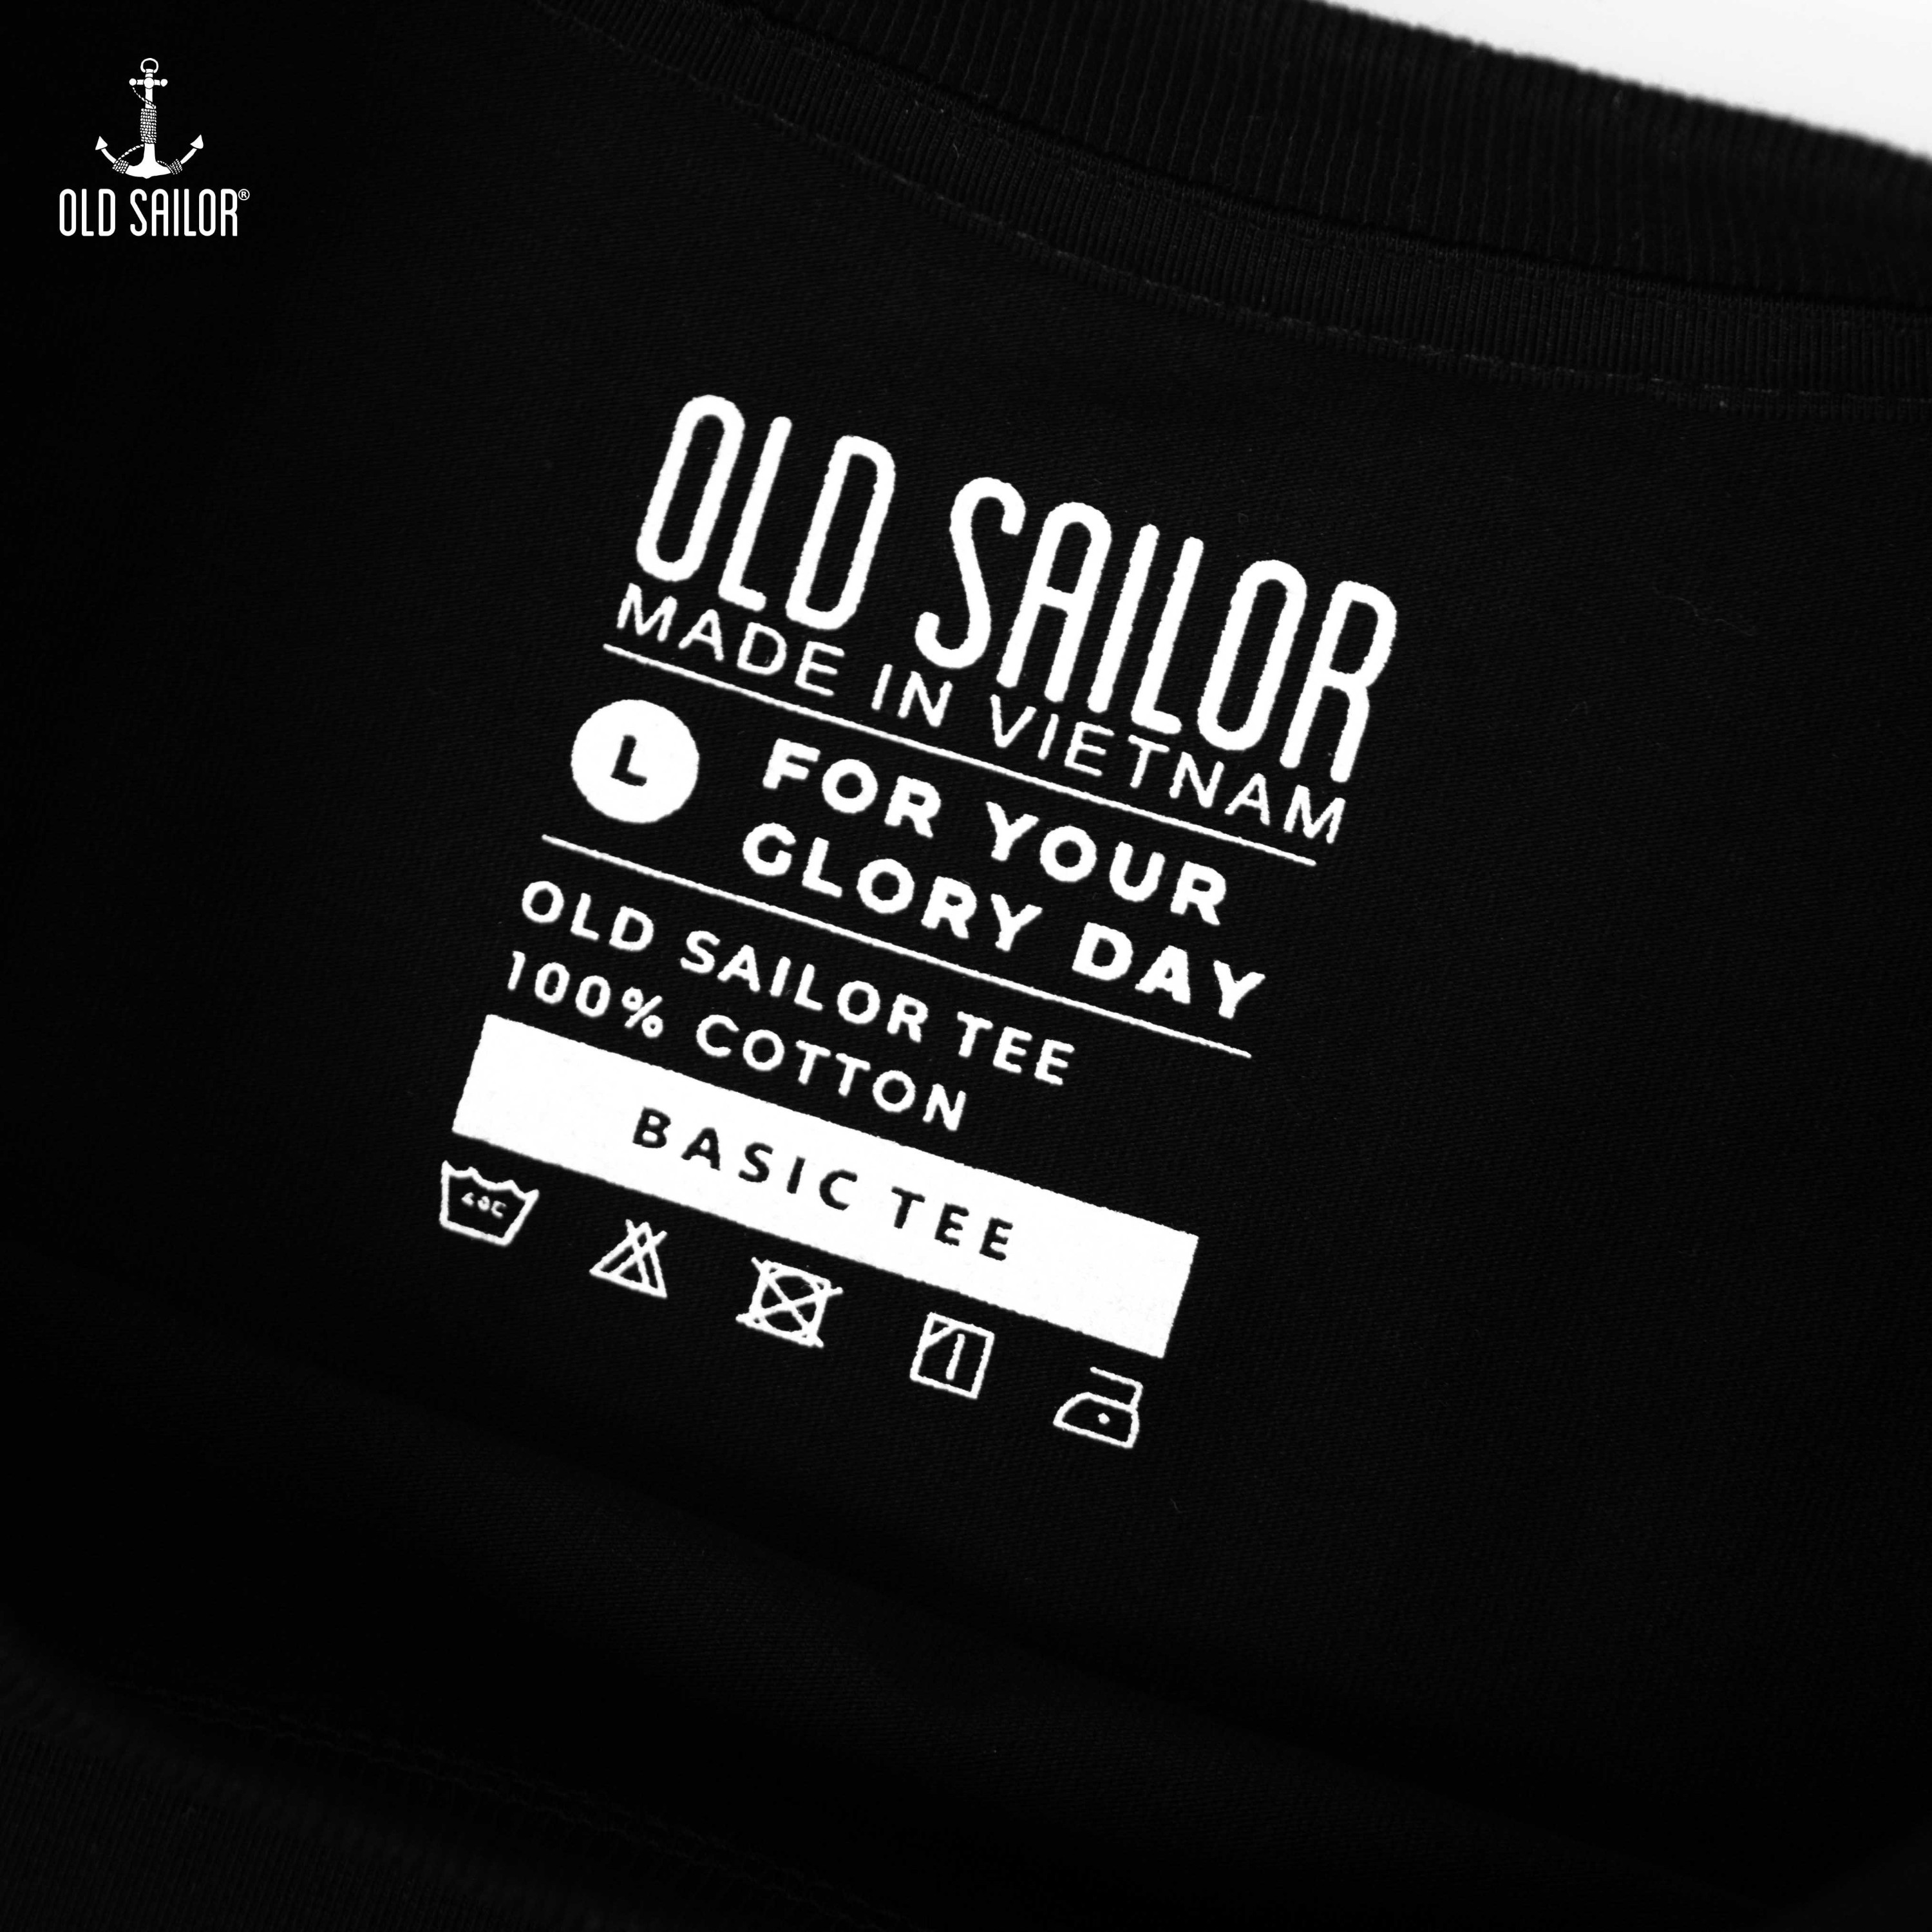 OLD SAILOR®
OLD SAILOR
MADE IN VIETNAM
L
FOR YOUR
GLORY DAY
OLD SAILOR TEE
100% COTTON
BASIC TEE